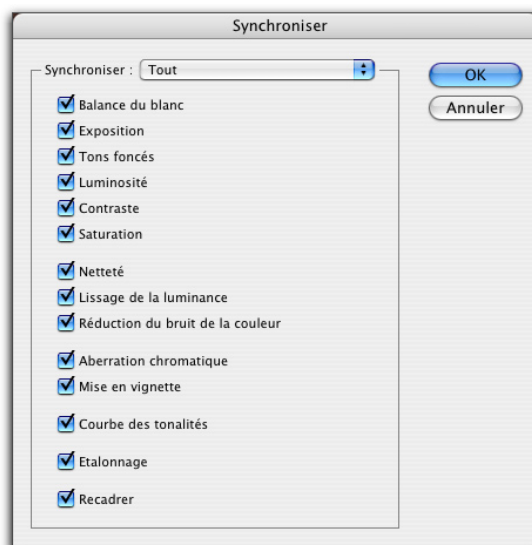 Synchroniser
Synchroniser : Tout
OK
Annuler
Balance du blanc
Exposition
Tons foncés
Luminosité
Contraste
Saturation
Netteté
Lissage de la luminance
Réduction du bruit de la couleur
Aberration chromatique
Mise en vignette
Courbe des tonalités
Etalonnage
Recadrer